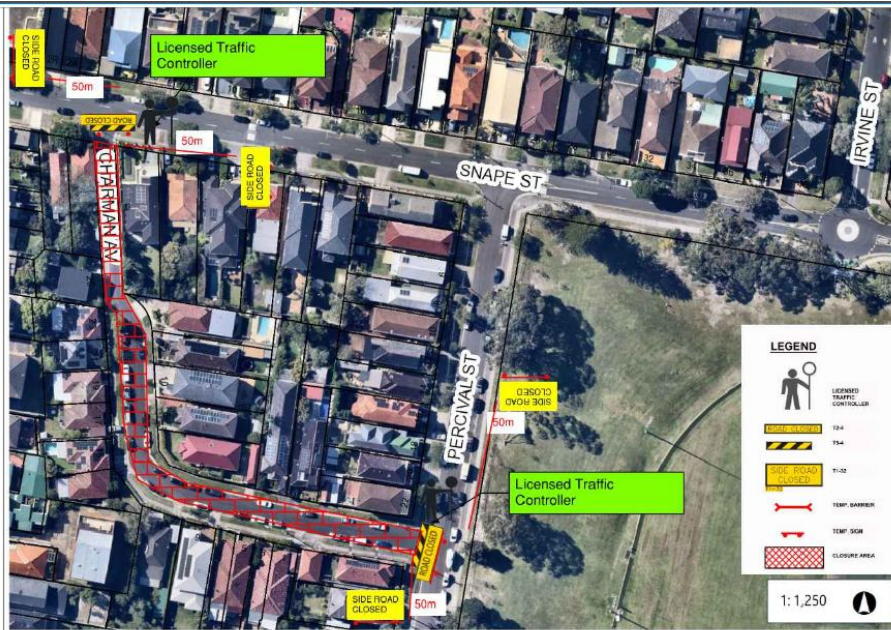 SIDE ROAD
CLOSED
Licensed Traffic
Controller
50m
ROAD CLOSED
50m
SIDE ROAD
CLOSED
CHARMAN AV
SNAPE ST
IRVINE ST
32
PERCIVAL ST
SIDE ROAD
CLOSED
50m
Licensed Traffic
Controller
ROAD CLOSED
SIDE ROAD
CLOSED
50m
LEGEND
LICENSED
TRAFFIC
CONTROLLER
ROAD CLOSED
T2-4
T3-4
SIDE ROAD
CLOSED
T1-32
TEMP. BARRIER
TEMP. SIGN
CLOSURE AREA
1: 1,250